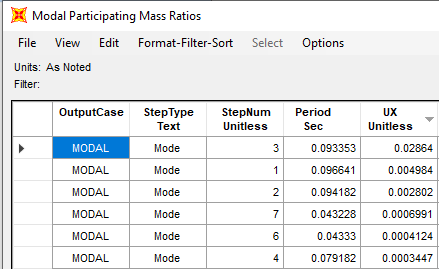 Modal Participating Mass Ratios
File View Edit Format-Filter-Sort Select Options
Units: As Noted
Filter:
OutputCase StepType Text StepNum Unitless Period Sec UX Unitless
MODAL Mode 3 0.093353 0.02864
MODAL Mode 1 0.096641 0.004984
MODAL Mode 2 0.094182 0.002802
MODAL Mode 7 0.043228 0.0006991
MODAL Mode 6 0.04333 0.0004124
MODAL Mode 4 0.079182 0.0003447